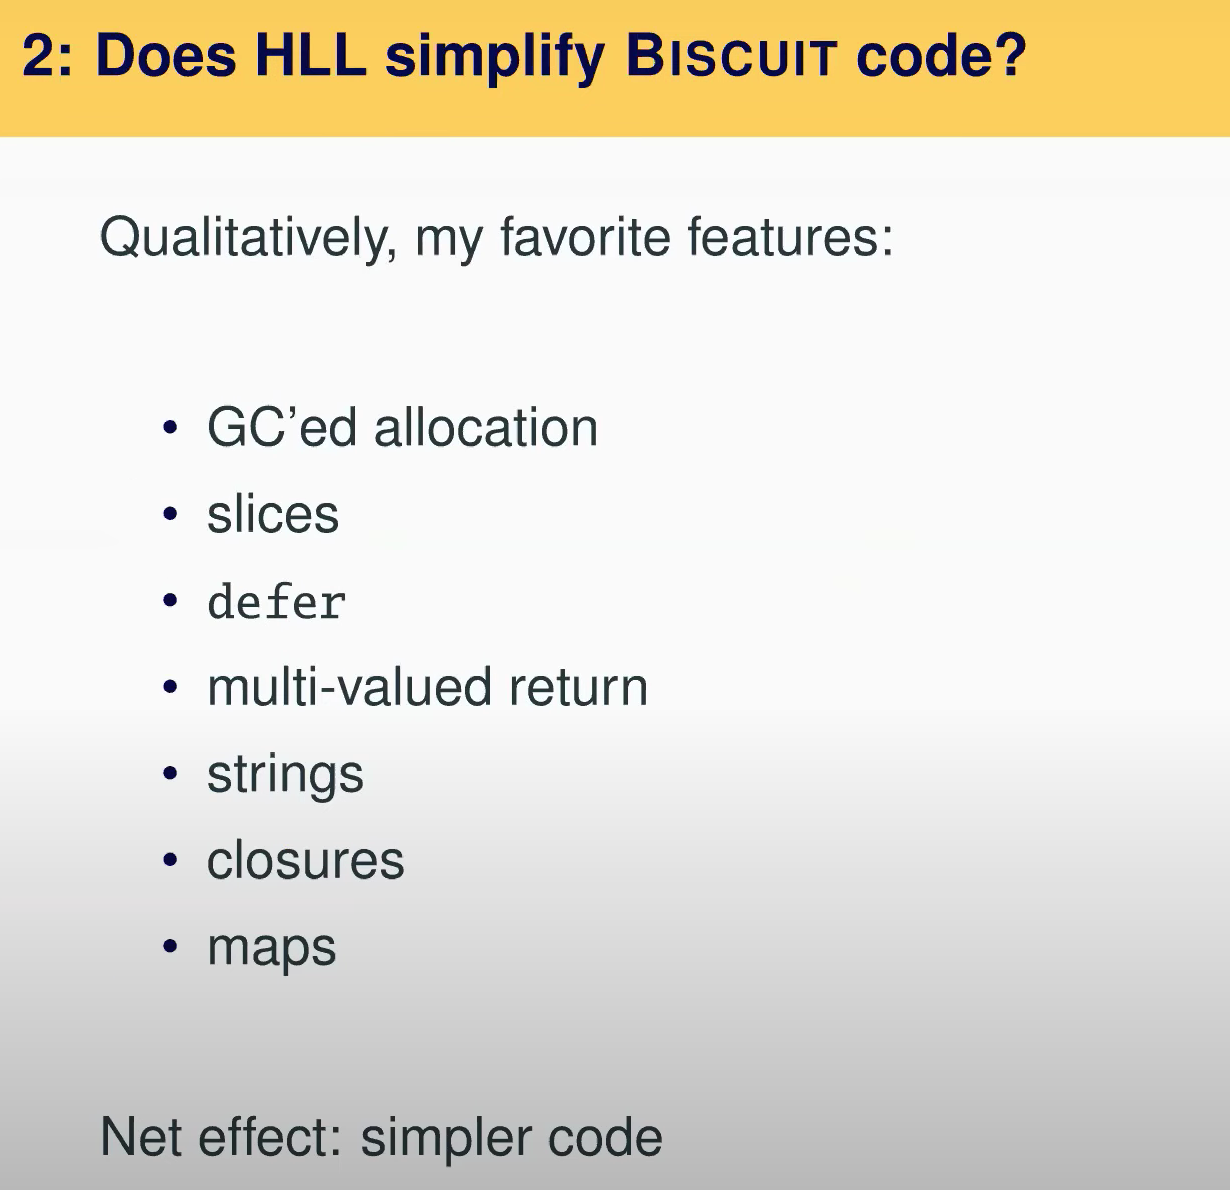 2: Does HLL simplify BISCUIT code?
Qualitatively, my favorite features:
• GC’ed allocation
• slices
• defer
• multi-valued return
• strings
• closures
• maps
Net effect: simpler code